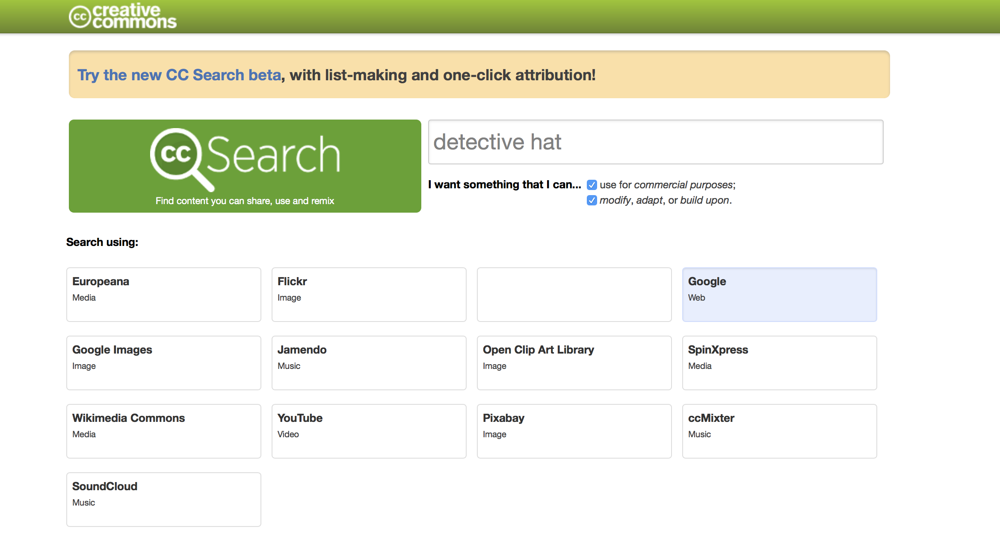 cc creative
commons
Try the new CC Search beta, with list-making and one-click attribution!
cc Search
Find content you can share, use and remix
detective hat
I want something that I can... use for commercial purposes;
modify, adapt, or build upon.
Search using:
Europeana
Media
Flickr
Image
Google
Web
Google Images
Image
Jamendo
Music
Open Clip Art Library
Image
SpinXpress
Media
Wikimedia Commons
Media
YouTube
Video
Pixabay
Image
ccMixter
Music
SoundCloud
Music